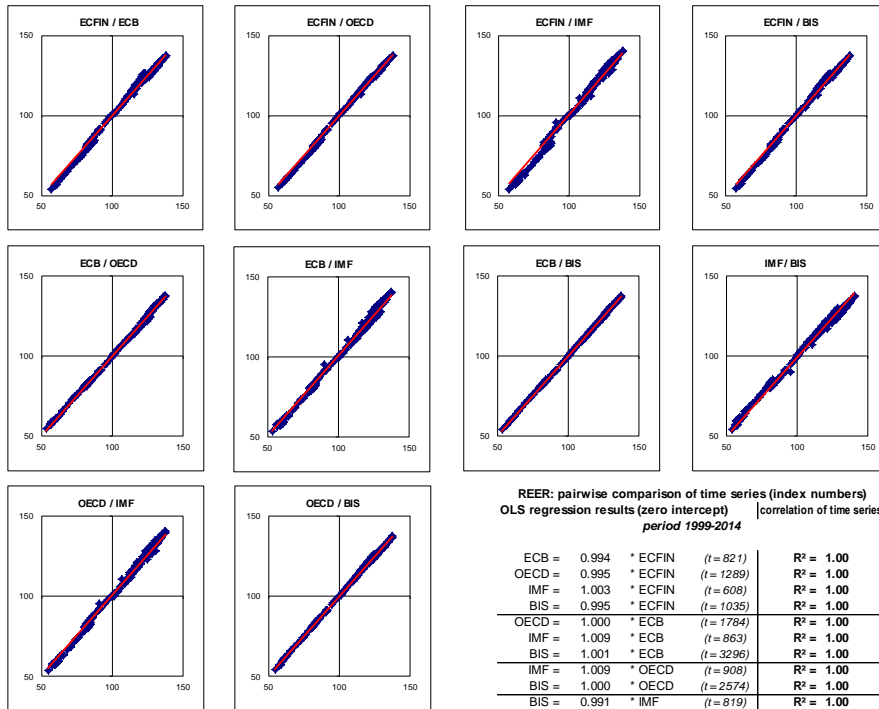 ECFIN / ECB
150
100
50
50 100 150
ECFIN / OECD
150
100
50
50 100 150
ECFIN / IMF
150
100
50
50 100 150
ECFIN / BIS
150
100
50
50 100 150
ECB / OECD
150
100
50
50 100 150
ECB / IMF
150
100
50
50 100 150
ECB / BIS
150
100
50
50 100 150
IMF / BIS
150
100
50
50 100 150
OECD / IMF
150
100
50
50 100 150
OECD / BIS
150
100
50
50 100 150
REER: pairwise comparison of time series (index numbers)
OLS regression results (zero intercept) correlation of time series
period 1999-2014
ECB = 0.994 * ECFIN (t = 821) R² = 1.00
OECD = 0.995 * ECFIN (t = 1289) R² = 1.00
IMF = 1.003 * ECFIN (t = 608) R² = 1.00
BIS = 0.995 * ECFIN (t = 1035) R² = 1.00
OECD = 1.000 * ECB (t = 1784) R² = 1.00
IMF = 1.009 * ECB (t = 863) R² = 1.00
BIS = 1.001 * ECB (t = 3296) R² = 1.00
IMF = 1.009 * OECD (t = 908) R² = 1.00
BIS = 1.000 * OECD (t = 2574) R² = 1.00
BIS = 0.991 * IMF (t = 819) R² = 1.00